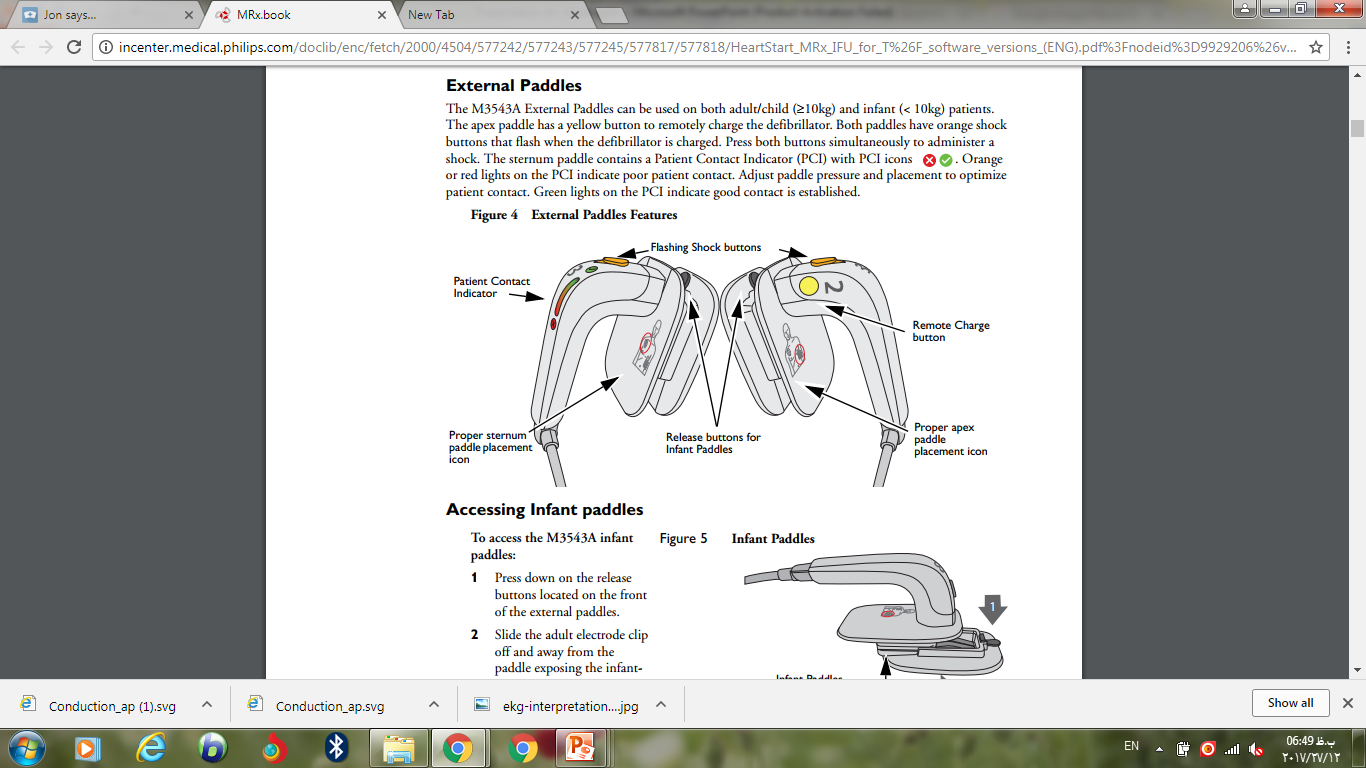 Jon says...
MRx.book
New Tab
incenter.medical.philips.com/doclib/enc/fetch/2000/4504/577242/577243/577245/577817/577818/HeartStart_MRx_IFU_for_T%26F_software_versions_(ENG).pdf%3Fnodeid%3D9929206%26v...
External Paddles
The M3543A External Paddles can be used on both adult/child (≥10kg) and infant (< 10kg) patients.
The apex paddle has a yellow button to remotely charge the defibrillator. Both paddles have orange shock
buttons that flash when the defibrillator is charged. Press both buttons simultaneously to administer a
shock. The sternum paddle contains a Patient Contact Indicator (PCI) with PCI icons . Orange
or red lights on the PCI indicate poor patient contact. Adjust paddle pressure and placement to optimize
patient contact. Green lights on the PCI indicate good contact is established.
Figure 4 External Paddles Features
Flashing Shock buttons
Patient Contact
Indicator
2
Remote Charge
button
Proper sternum
paddle placement
icon
Release buttons for
Infant Paddles
Proper apex
paddle
placement icon
Accessing Infant paddles
To access the M3543A infant
paddles:
Figure 5 Infant Paddles
1 Press down on the release
buttons located on the front
of the external paddles.
1
2 Slide the adult electrode clip
off and away from the
paddle exposing the infant-
Infant Paddles
Conduction_ap (1).svg
Conduction_ap.svg
ekg-interpretation....jpg
Show all
EN
06:49 ب.ظ
۲۰۱۷/۲۷/۱۲